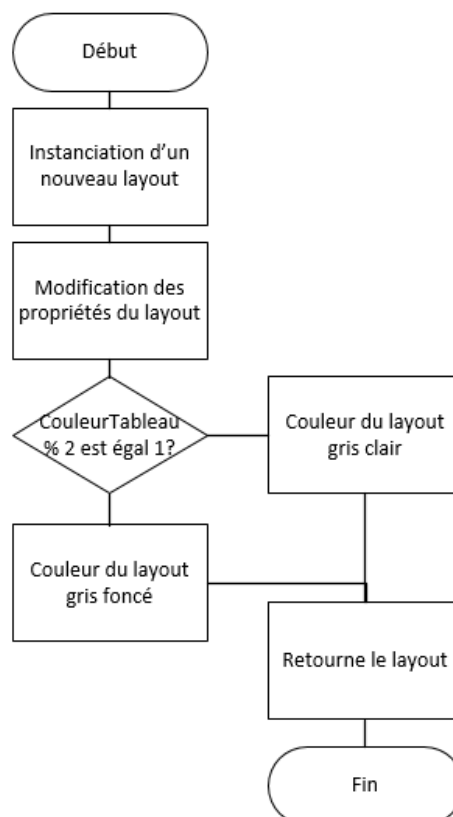 Début
Instanciation d'un
nouveau layout
Modification des
propriétés du layout
CouleurTableau
% 2 est égal 1?
Couleur du layout
gris clair
Couleur du layout
gris foncé
Retourne le layout
Fin